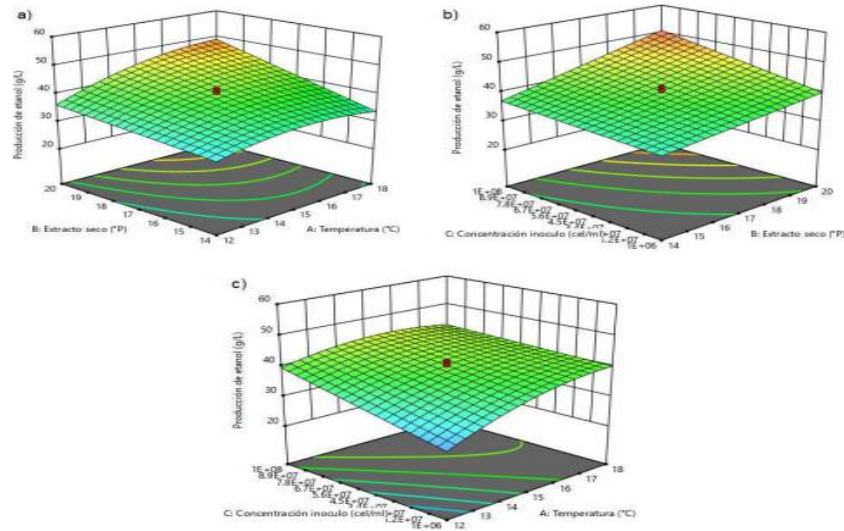 a)
Producción de etanol (g/L)
60
50
40
30
20
20
19
18
17
16
15
14
B: Extracto seco (°P)
12
13
14
15
16
17
18
A: Temperatura (°C)
b)
Producción de etanol (g/L)
60
50
40
30
20
1E+08
8.9E+07
7.8E+07
6.7E+07
5.6E+07
4.5E+07
1.2E+07
1E+06
C: Concentración inoculo (cel/ml)
14
15
16
17
18
19
20
B: Extracto seco (°P)
c)
Producción de etanol (g/L)
60
50
40
30
20
1E+08
8.9E+07
7.8E+07
6.7E+07
5.6E+07
4.5E+07
1.2E+07
1E+06
C: Concentración inoculo (cel/ml)
12
13
14
15
16
17
18
A: Temperatura (°C)